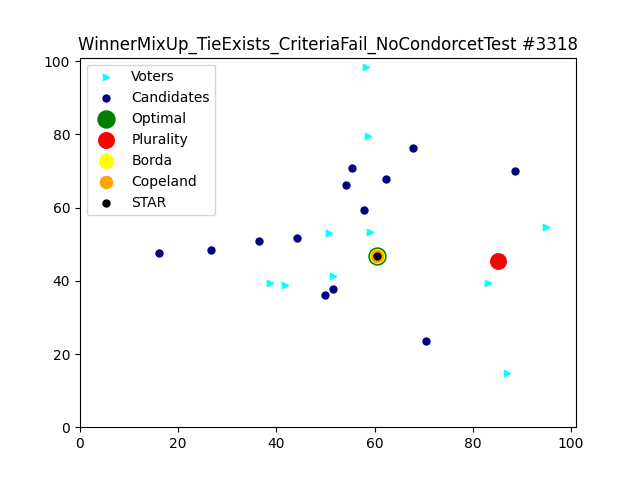 WinnerMixUp_TieExists_CriteriaFail_NoCondorcetTest #3318
100
80
60
40
20
0
0 20 40 60 80 100
Voters
Candidates
Optimal
Plurality
Borda
Copeland
STAR